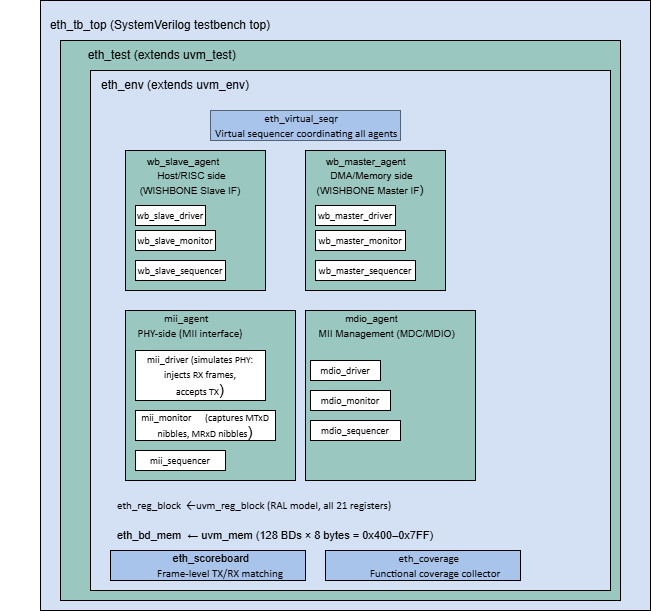 eth_tb_top (SystemVerilog testbench top)
eth_test (extends uvm_test)
eth_env (extends uvm_env)
eth_virtual_seqr
Virtual sequencer coordinating all agents
wb_slave_agent
Host/RISC side
(WISHBONE Slave IF)
wb_slave_driver
wb_slave_monitor
wb_slave_sequencer
wb_master_agent
DMA/Memory side
(WISHBONE Master IF)
wb_master_driver
wb_master_monitor
wb_master_sequencer
mii_agent
PHY-side (MII interface)
mii_driver (simulates PHY:
injects RX frames,
accepts TX)
mii_monitor (captures MTxD
nibbles, MRxD nibbles)
mii_sequencer
mdio_agent
MII Management (MDC/MDIO)
mdio_driver
mdio_monitor
mdio_sequencer
eth_reg_block ←uvm_reg_block (RAL model, all 21 registers)
eth_bd_mem ← uvm_mem (128 BDs × 8 bytes = 0x400–0x7FF)
eth_scoreboard
Frame-level TX/RX matching
eth_coverage
Functional coverage collector